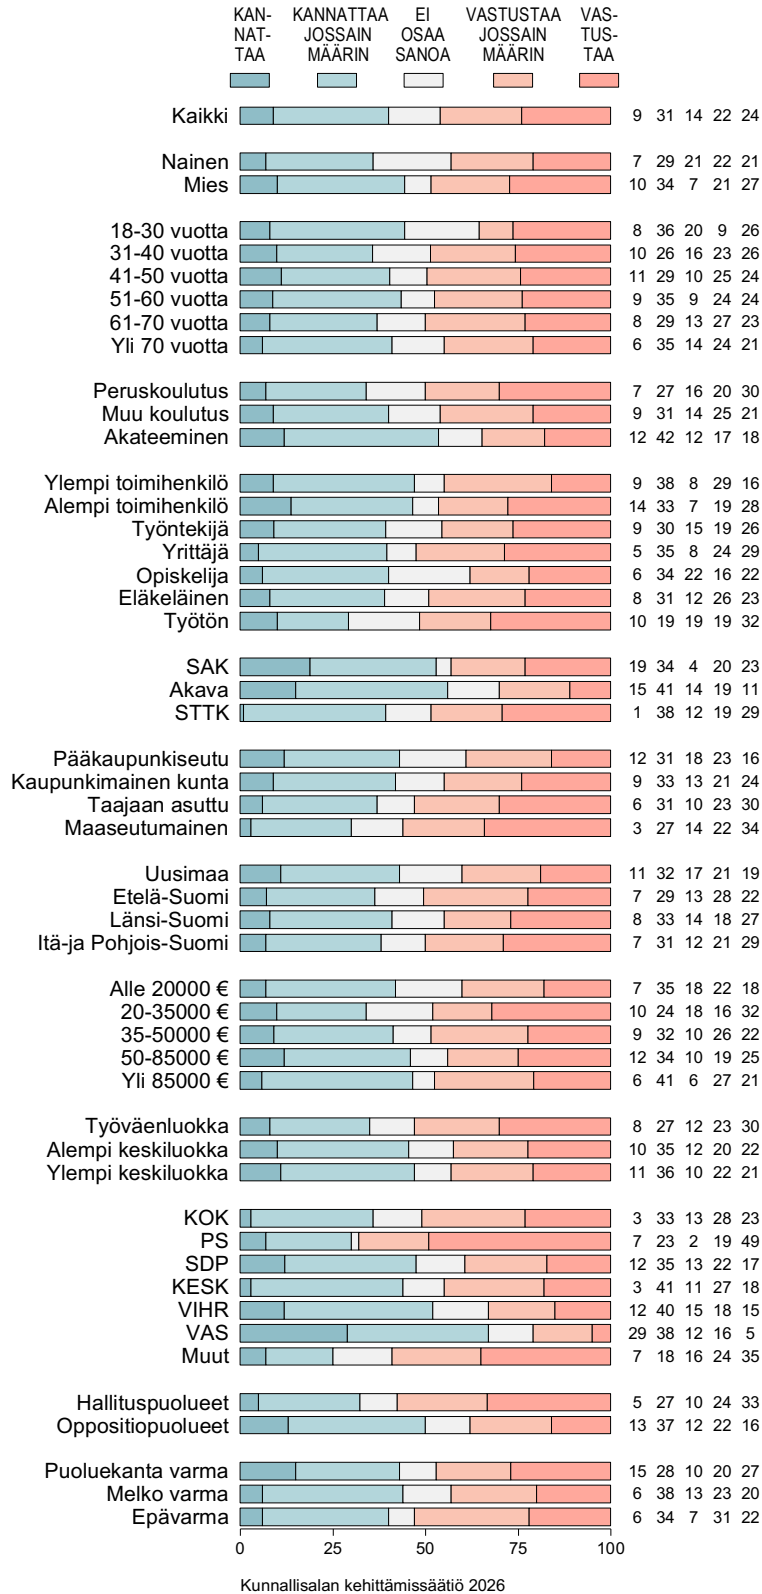 KAN- KANNATTAA EI VASTUSTAA VAS-
NAT- JOSSAIN OSAA JOSSAIN TUS-
TAA MÄÄRIN SANOA MÄÄRIN TAA
Kaikki 9 31 14 22 24
Nainen 7 29 21 22 21
Mies 10 34 7 21 27
18-30 vuotta 8 36 20 9 26
31-40 vuotta 10 26 16 23 26
41-50 vuotta 11 29 10 25 24
51-60 vuotta 9 35 9 24 24
61-70 vuotta 8 29 13 27 23
Yli 70 vuotta 6 35 14 24 21
Peruskoulutus 7 27 16 20 30
Muu koulutus 9 31 14 25 21
Akateeminen 12 42 12 17 18
Ylempi toimihenkilö 9 38 8 29 16
Alempi toimihenkilö 14 33 7 19 28
Työntekijä 9 30 15 19 26
Yrittäjä 5 35 8 24 29
Opiskelija 6 34 22 16 22
Eläkeläinen 8 31 12 26 23
Työtön 10 19 19 19 32
SAK 19 34 4 20 23
Akava 15 41 14 19 11
STTK 1 38 12 19 29
Pääkaupunkiseutu 12 31 18 23 16
Kaupunkimainen kunta 9 33 13 21 24
Taajaan asuttu 6 31 10 23 30
Maaseutumainen 3 27 14 22 34
Uusimaa 11 32 17 21 19
Etelä-Suomi 7 29 13 28 22
Länsi-Suomi 8 33 14 18 27
Itä-ja Pohjois-Suomi 7 31 12 21 29
Alle 20000 € 7 35 18 22 18
20-35000 € 10 24 18 16 32
35-50000 € 9 32 10 26 22
50-85000 € 12 34 10 19 25
Yli 85000 € 6 41 6 27 21
Työväenluokka 8 27 12 23 30
Alempi keskiluokka 10 35 12 20 22
Ylempi keskiluokka 11 36 10 22 21
KOK 3 33 13 28 23
PS 7 23 2 19 49
SDP 12 35 13 22 17
KESK 3 41 11 27 18
VIHR 12 40 15 18 15
VAS 29 38 12 16 5
Muut 7 18 16 24 35
Hallituspuolueet 5 27 10 24 33
Oppositiopuolueet 13 37 12 22 16
Puoluekanta varma 15 28 10 20 27
Melko varma 6 38 13 23 20
Epävarma 6 34 7 31 22
0 25 50 75 100
Kunnallisalan kehittämissäätiö 2026